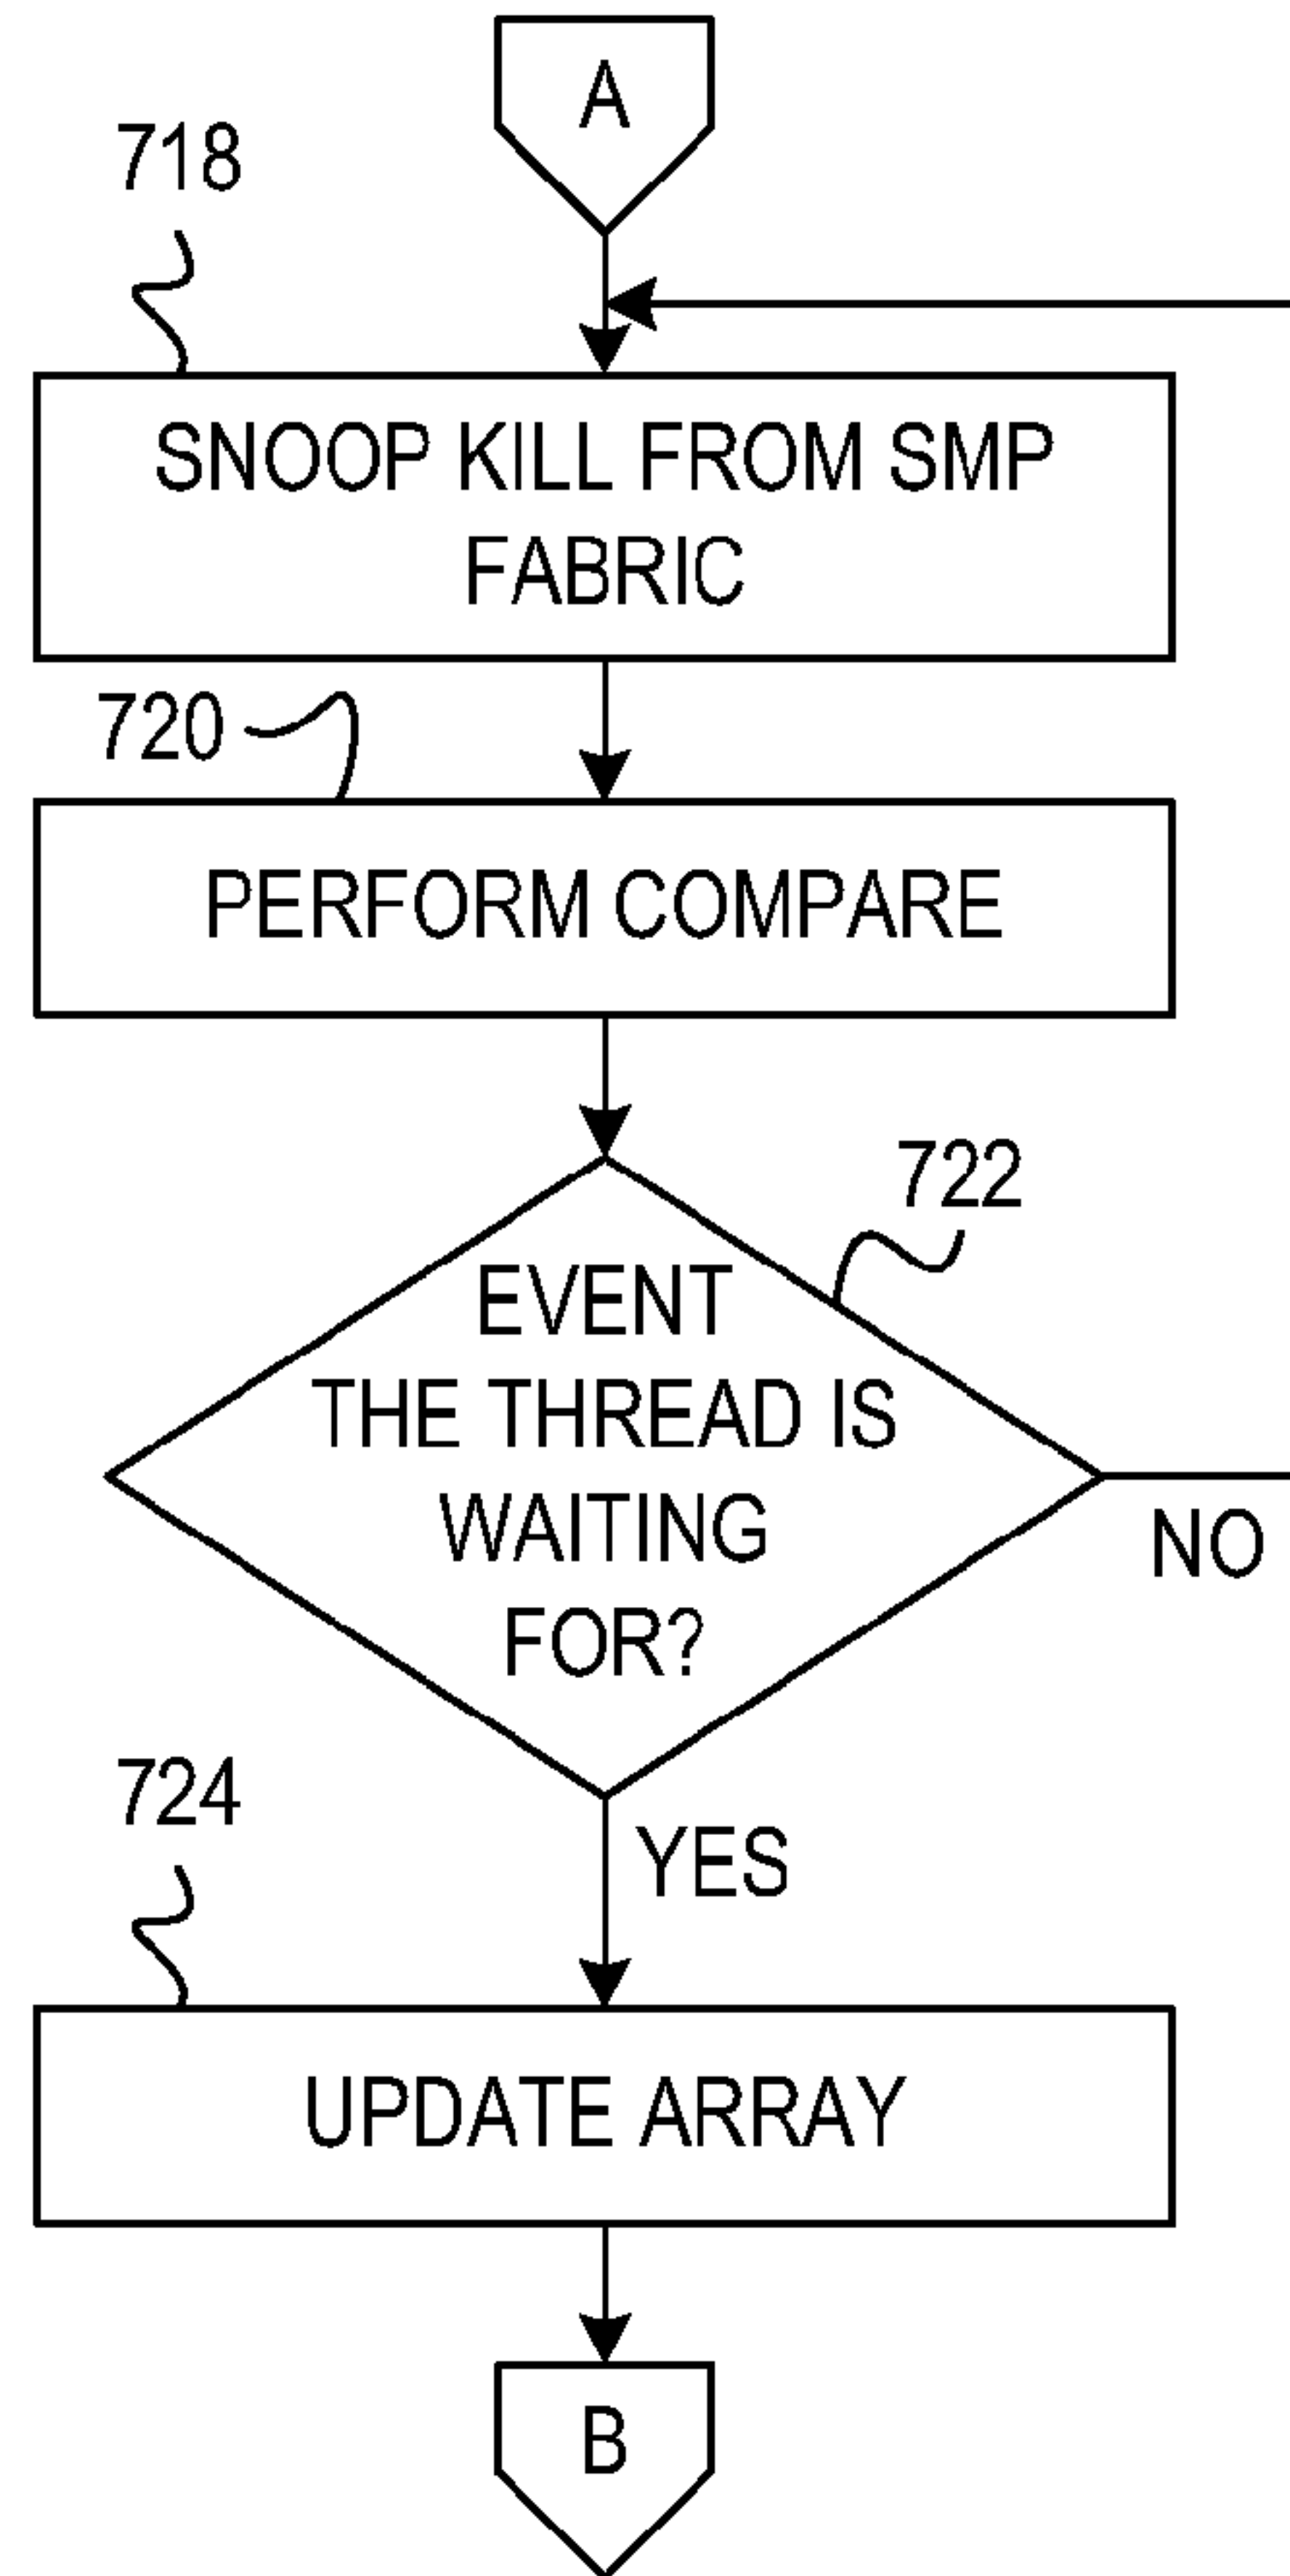 A
718
SNOOP KILL FROM SMP
FABRIC
720
PERFORM COMPARE
722
EVENT
THE THREAD IS
WAITING
FOR?
NO
724
YES
UPDATE ARRAY
B